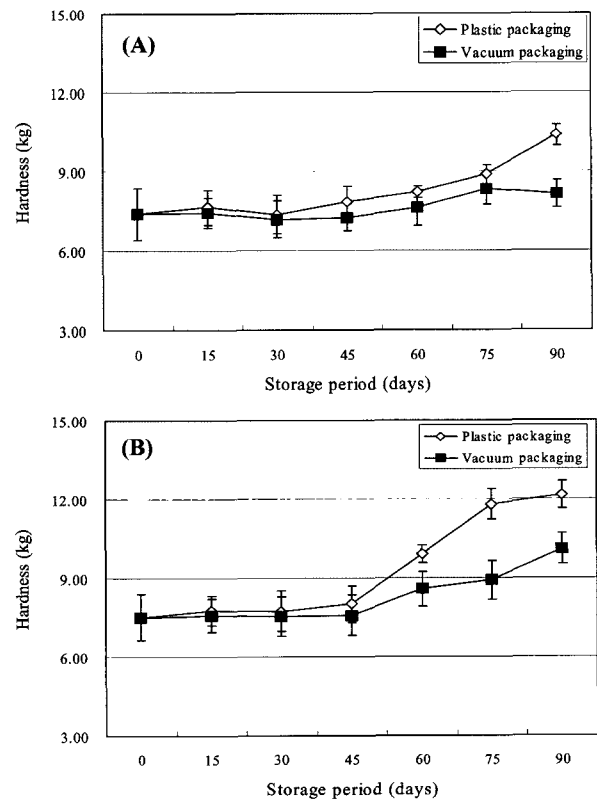 15.00
(A)
Plastic packaging
Vacuum packaging
12.00
9.00
6.00
3.00
Hardness (kg)
0 15 30 45 60 75 90
Storage period (days)
15.00
(B)
Plastic packaging
Vacuum packaging
12.00
9.00
6.00
3.00
Hardness (kg)
0 15 30 45 60 75 90
Storage period (days)